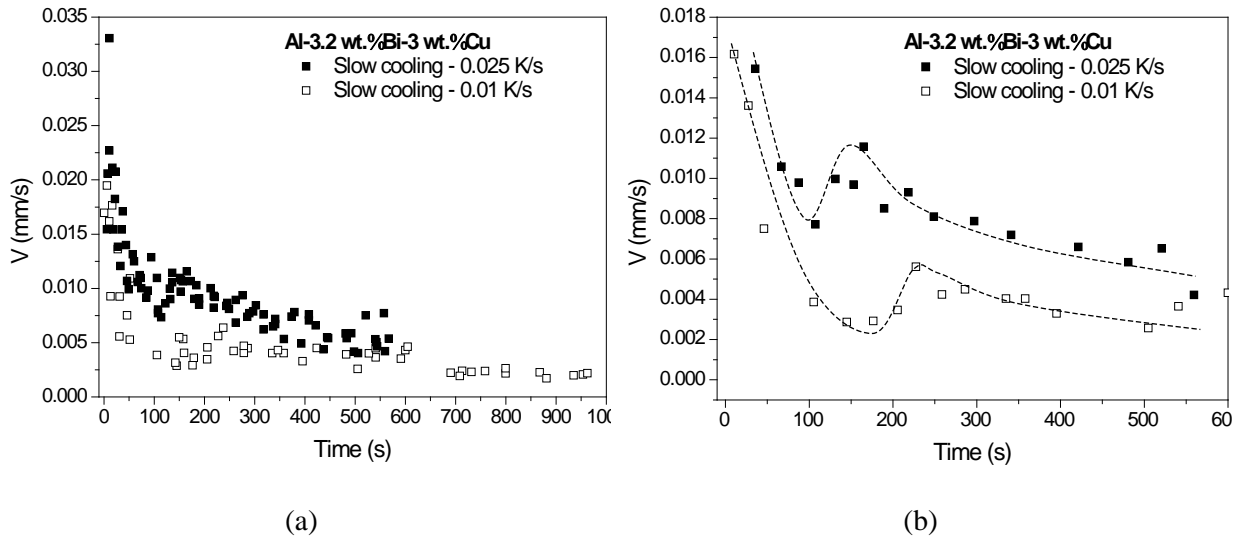 Al-3.2 wt.%Bi-3 wt.%Cu
Slow cooling - 0.025 K/s
Slow cooling - 0.01 K/s
V (mm/s)
0.035
0.030
0.025
0.020
0.015
0.010
0.005
0.000
0 100 200 300 400 500 600 700 800 900 100
Time (s)
(a)
Al-3.2 wt.%Bi-3 wt.%Cu
Slow cooling - 0.025 K/s
Slow cooling - 0.01 K/s
V (mm/s)
0.018
0.016
0.014
0.012
0.010
0.008
0.006
0.004
0.002
0.000
0 100 200 300 400 500 60
Time (s)
(b)